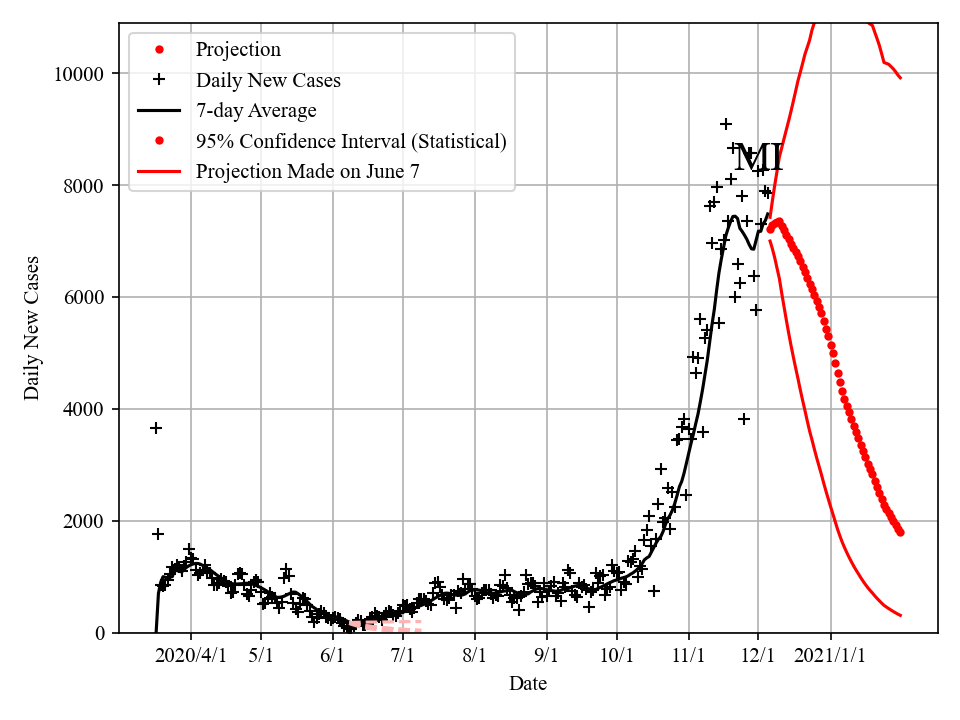 Projection
Daily New Cases
7-day Average
95% Confidence Interval (Statistical)
Projection Made on June 7
MI
10000
8000
6000
4000
2000
0
Daily New Cases
2020/4/1 5/1 6/1 7/1 8/1 9/1 10/1 11/1 12/1 2021/1/1
Date